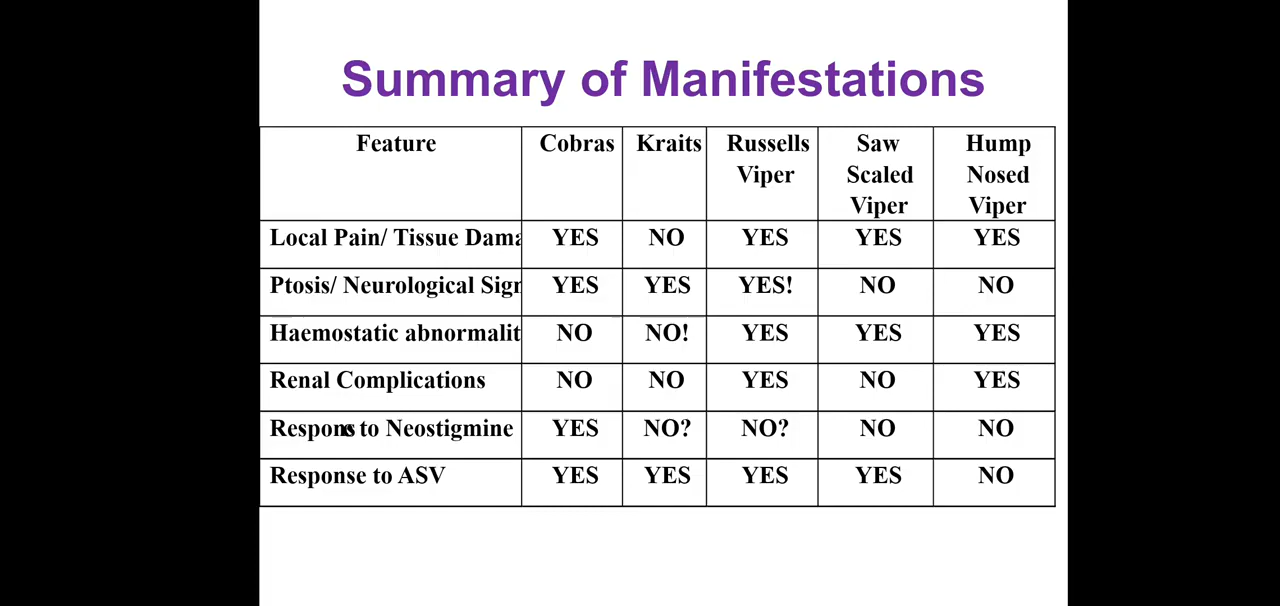 Summary of Manifestations
Feature Cobras Kraits Russells Viper Saw Scaled Viper Hump Nosed Viper
Local Pain/ Tissue Dama YES NO YES YES YES
Ptosis/ Neurological Sign YES YES YES! NO NO
Haemostatic abnormalit NO NO! YES YES YES
Renal Complications NO NO YES NO YES
Response to Neostigmine YES NO? NO? NO NO
Response to ASV YES YES YES YES NO